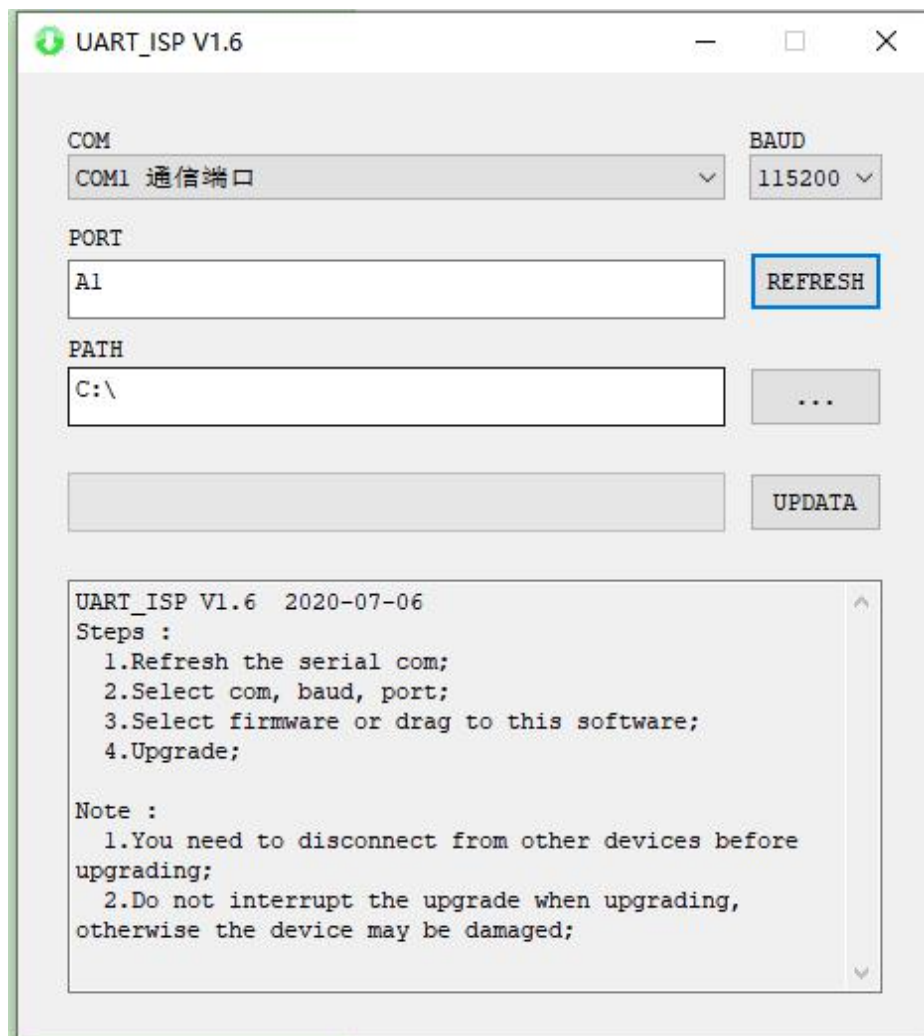 UART_ISP V1.6
COM
BAUD
COM1 通信端口
115200
PORT
A1
REFRESH
PATH
C:\
...
UPDATA
UART_ISP V1.6  2020-07-06
Steps :
1.Refresh the serial com;
2.Select com, baud, port;
3.Select firmware or drag to this software;
4.Upgrade;
Note :
1.You need to disconnect from other devices before
upgrading;
2.Do not interrupt the upgrade when upgrading,
otherwise the device may be damaged;